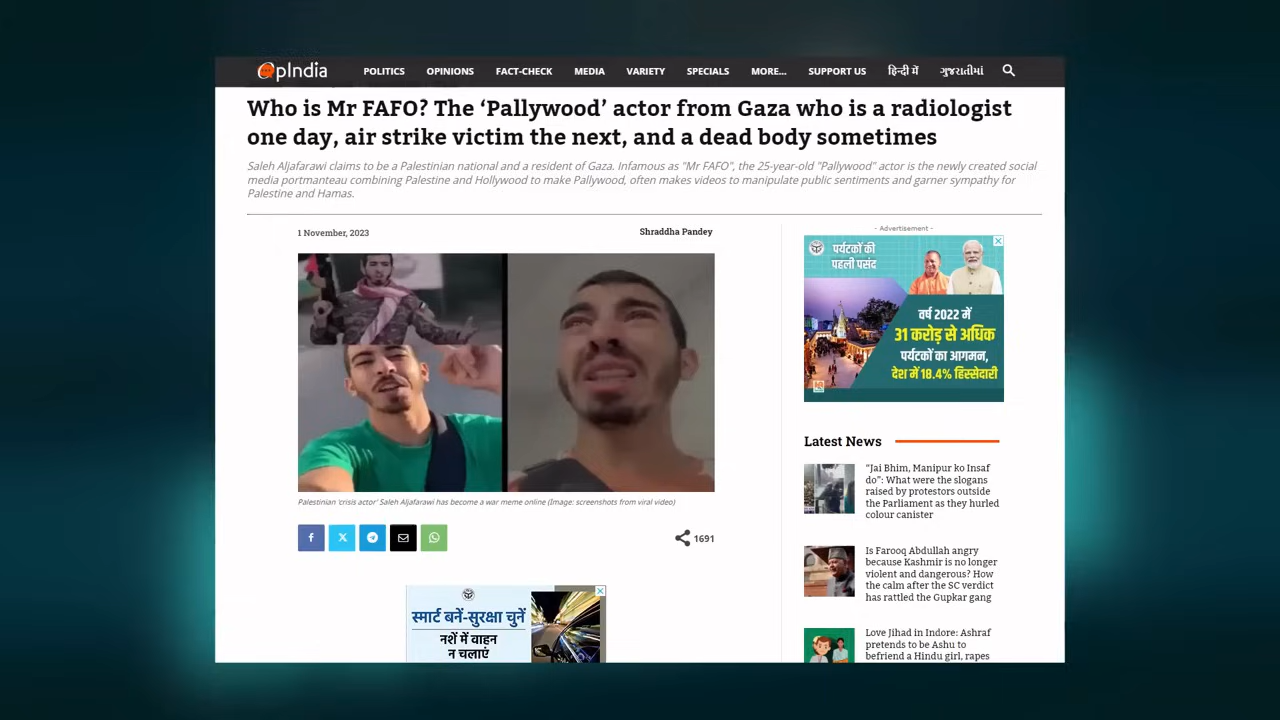 OpIndia
POLITICS OPINIONS FACT-CHECK MEDIA VARIETY SPECIALS MORE... SUPPORT US हिन्दी में ગુજરાતીમાં
Who is Mr FAFO? The ‘Pallywood’ actor from Gaza who is a radiologist
one day, air strike victim the next, and a dead body sometimes
Saleh Aljafarawi claims to be a Palestinian national and a resident of Gaza. Infamous as "Mr FAFO", the 25-year-old "Pallywood" actor is the newly created social
media portmanteau combining Palestine and Hollywood to make Pallywood, often makes videos to manipulate public sentiments and garner sympathy for
Palestine and Hamas.
1 November, 2023
Shraddha Pandey
Palestinian 'crisis actor' Saleh Aljafarawi has become a war meme online (Image: screenshots from viral video)
1691
स्मार्ट बनें-सुरक्षा चुनें
नशें में वाहन
न चलाएं
- Advertisement -
पर्यटकों की
पहली पसंद
वर्ष 2022 में
31 करोड़ से अधिक
पर्यटकों का आगमन,
देश में 18.4% हिस्सेदारी
Latest News
“Jai Bhim, Manipur ko Insaf
do”: What were the slogans
raised by protestors outside
the Parliament as they hurled
colour canister
Is Farooq Abdullah angry
because Kashmir is no longer
violent and dangerous? How
the calm after the SC verdict
has rattled the Gupkar gang
Love Jihad in Indore: Ashraf
pretends to be Ashu to
befriend a Hindu girl, rapes